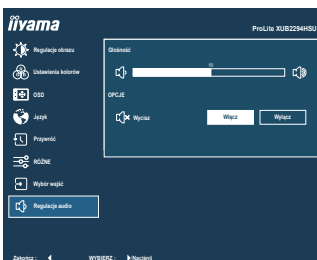 iiyama
ProLite XUB2294HSU
Regulacje obrazu
Ustawienia kolorów
OSD
Język
Przywróć
RÓŻNE
Wybór wejść
Regulacje audio
Głośność
50
OPCJE
Wycisz
Włącz
Wyłącz
Zakończ :
WYBIERZ :
Naciśnij